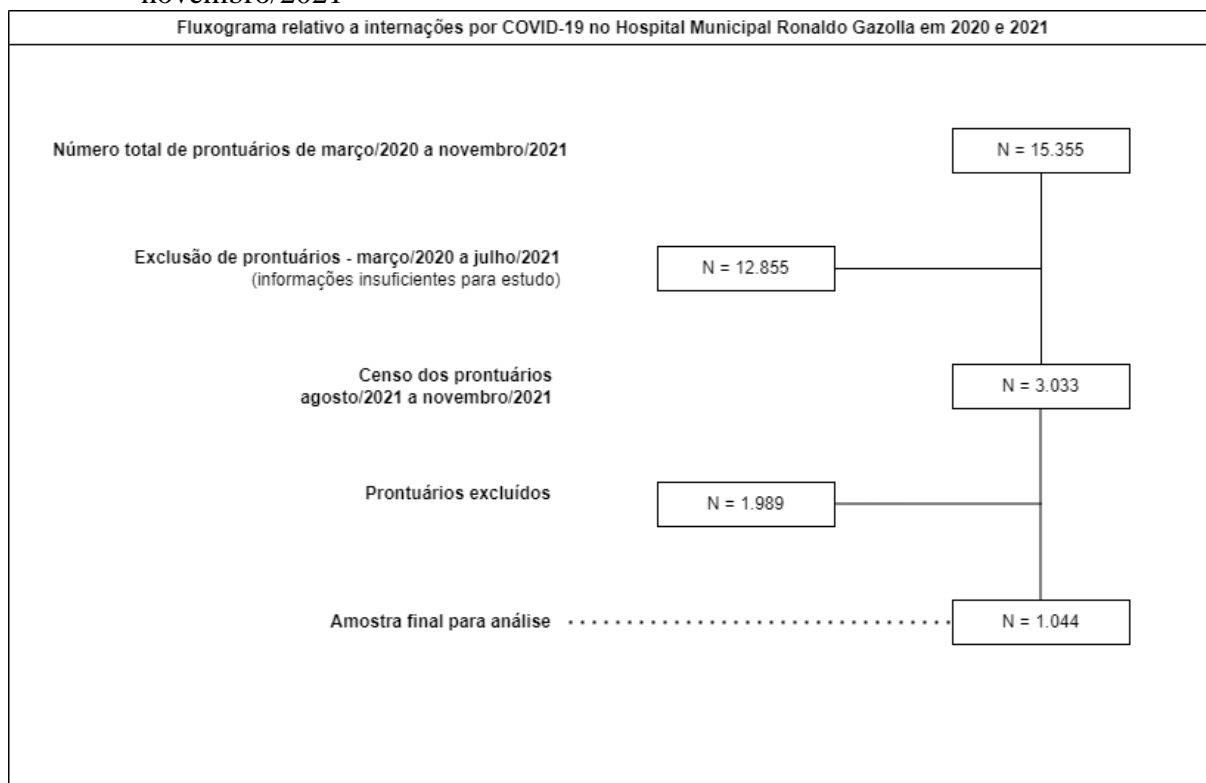 novembro/2021
Fluxograma relativo a internações por COVID-19 no Hospital Municipal Ronaldo Gazolla em 2020 e 2021
Número total de prontuários de março/2020 a novembro/2021
N = 15.355
Exclusão de prontuários - março/2020 a julho/2021
(informações insuficientes para estudo)
N = 12.855
Censo dos prontuários
agosto/2021 a novembro/2021
N = 3.033
Prontuários excluídos
N = 1.989
Amostra final para análise
N = 1.044